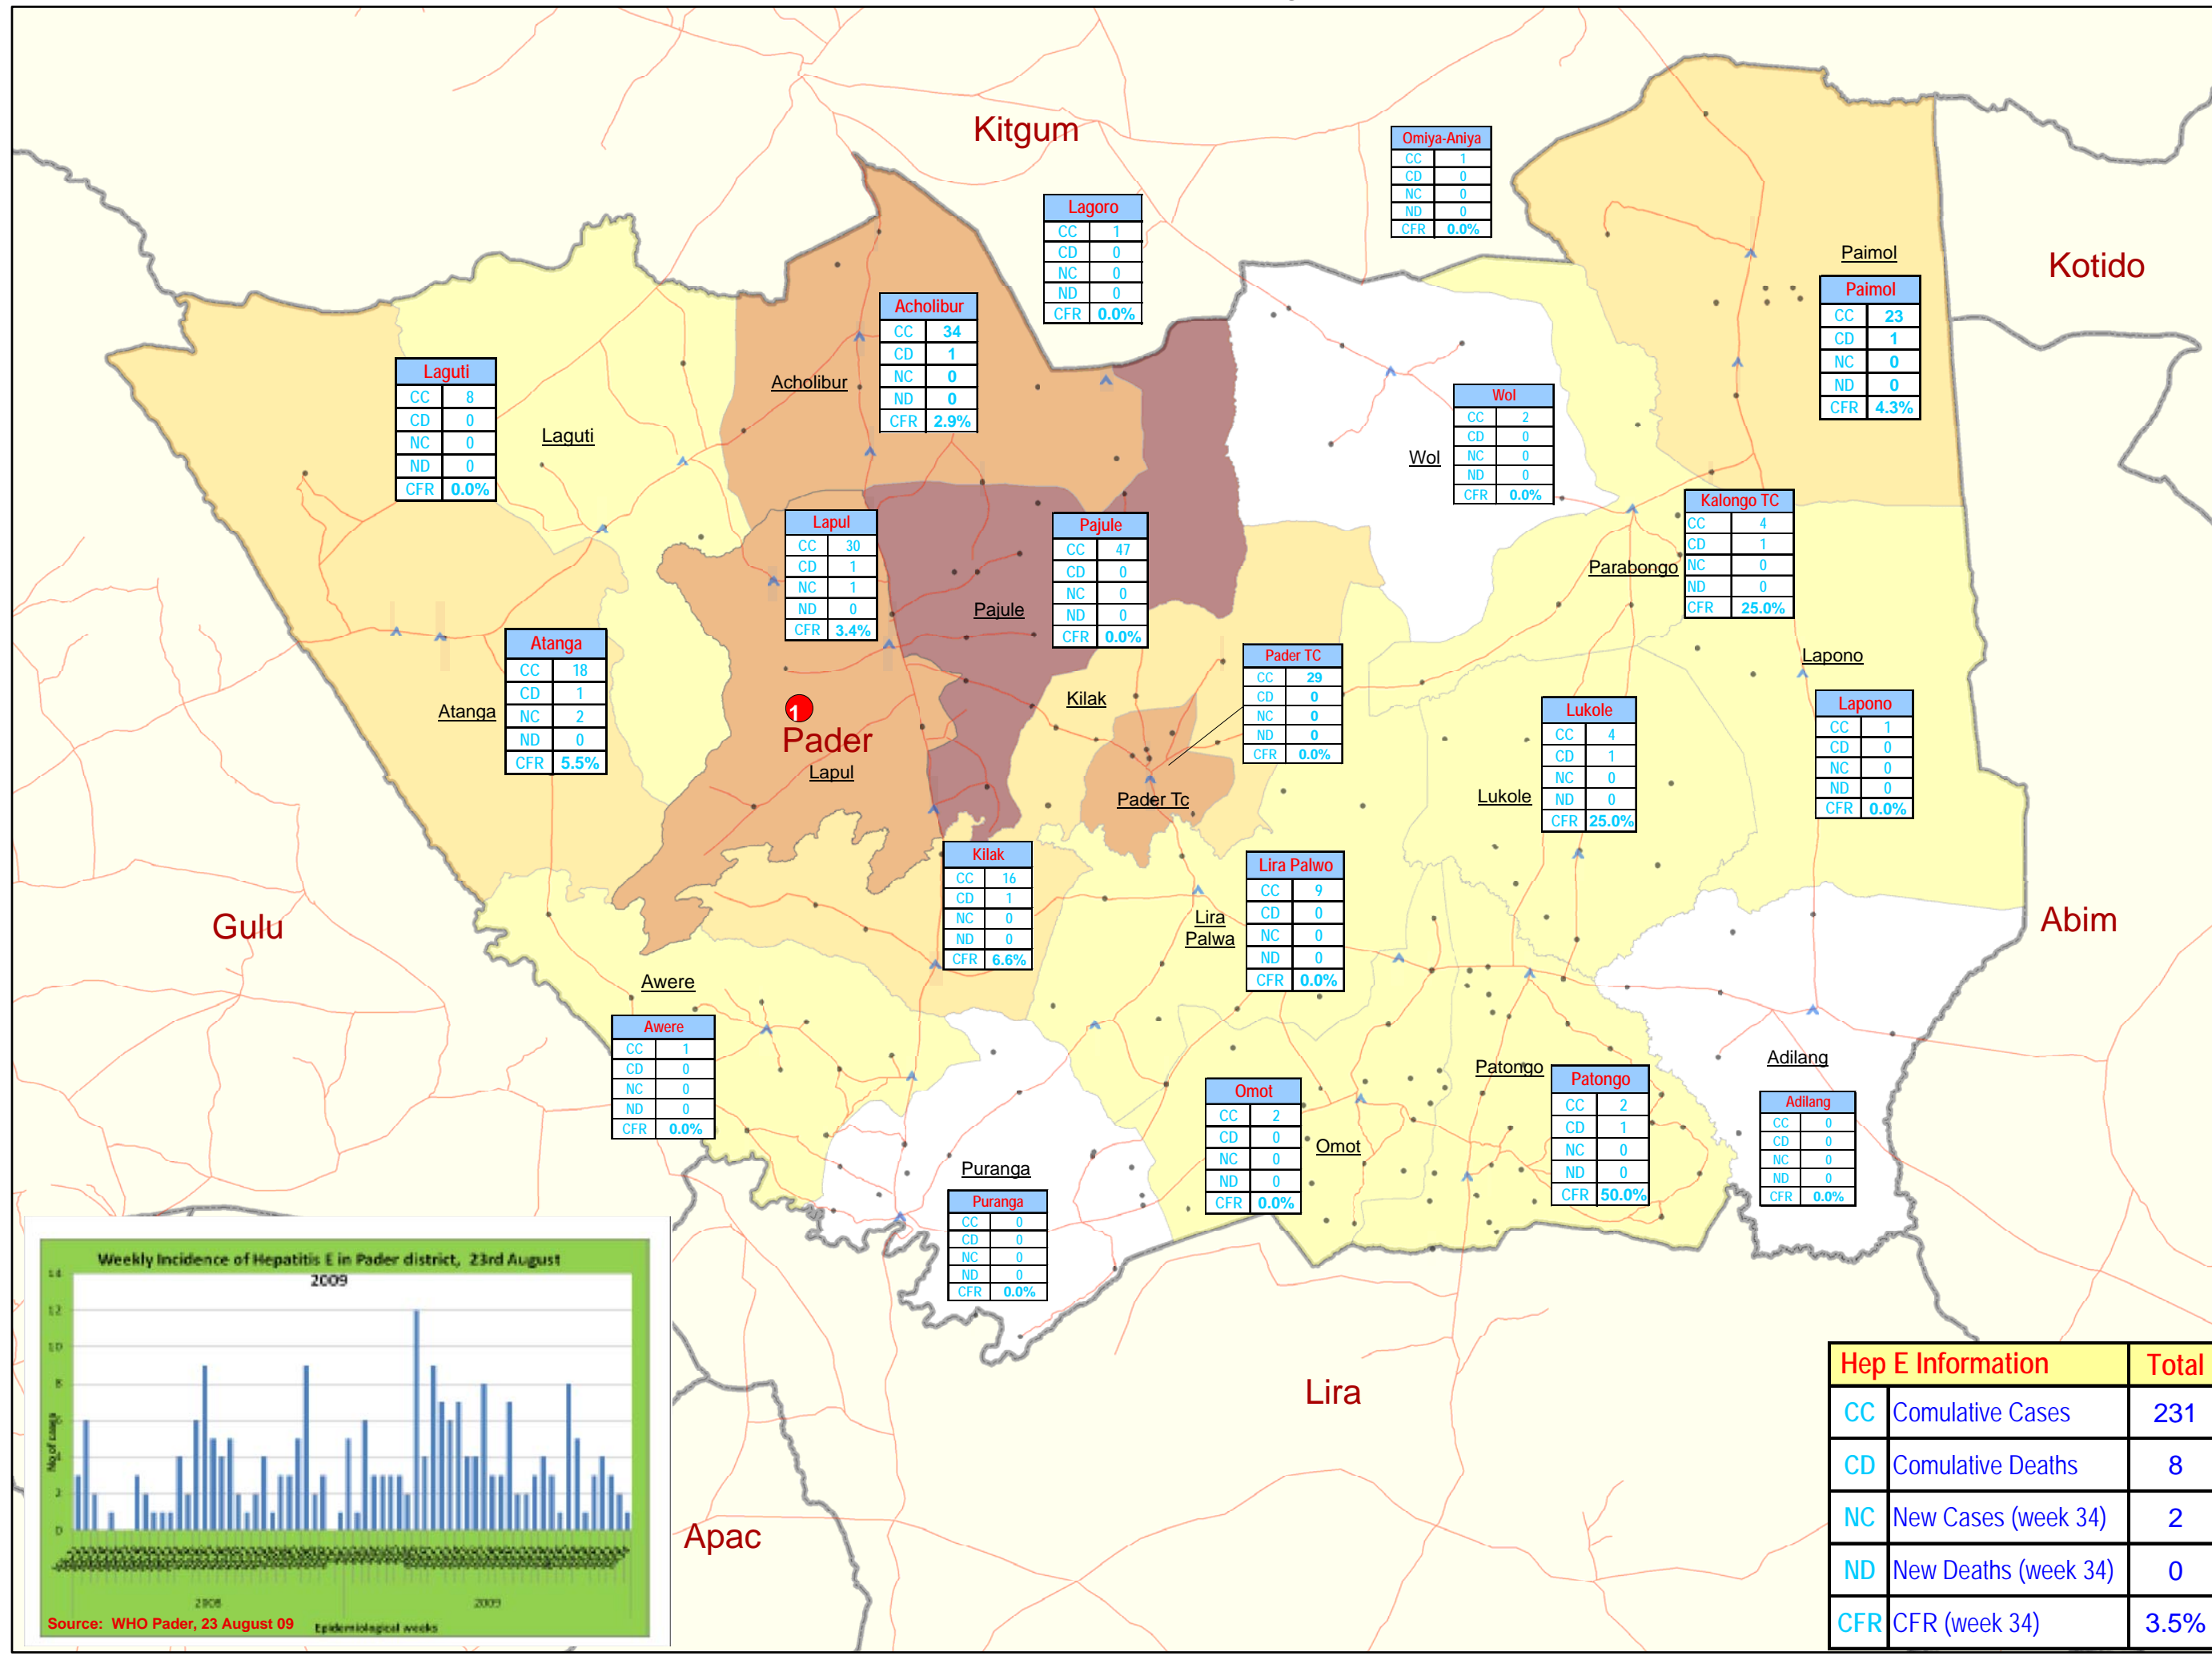 Kitgum
Omiya-Aniya
CC 1
CD 0
NC 0
ND 0
CFR 0.0%
Lagoro
CC 1
CD 0
NC 0
ND 0
CFR 0.0%
Kotido
Paimol
Paimol
CC 23
CD 1
NC 0
ND 0
CFR 4.3%
Acholibur
Acholibur
CC 34
CD 1
NC 0
ND 0
CFR 2.9%
Laguti
CC 8
CD 0
NC 0
ND 0
CFR 0.0%
Laguti
Wol
CC 2
CD 0
NC 0
ND 0
CFR 0.0%
Wol
Kalongo TC
CC 4
CD 1
NC 0
ND 0
CFR 25.0%
Parabongo
Lapul
CC 30
CD 1
NC 1
ND 0
CFR 3.4%
Pajule
CC 47
CD 0
NC 0
ND 0
CFR 0.0%
Pajule
Atanga
CC 18
CD 1
NC 2
ND 0
CFR 5.5%
Atanga
Pader TC
CC 29
CD 0
NC 0
ND 0
CFR 0.0%
Kilak
1
Pader
Lapul
Pader Tc
Lukole
CC 4
CD 1
NC 0
ND 0
CFR 25.0%
Lukole
Lapono
Lapono
CC 1
CD 0
NC 0
ND 0
CFR 0.0%
Kilak
CC 16
CD 1
NC 0
ND 0
CFR 6.6%
Lira Palwo
CC 9
CD 0
NC 0
ND 0
CFR 0.0%
Lira
Palwa
Gulu
Abim
Awere
Awere
CC 1
CD 0
NC 0
ND 0
CFR 0.0%
Omot
CC 2
CD 0
NC 0
ND 0
CFR 0.0%
Omot
Patongo
Patongo
CC 2
CD 1
NC 0
ND 0
CFR 50.0%
Adilang
Adilang
CC 0
CD 0
NC 0
ND 0
CFR 0.0%
Puranga
Puranga
CC 0
CD 0
NC 0
ND 0
CFR 0.0%
Lira
Apac
Weekly Incidence of Hepatitis E in Pader district, 23rd August
2009
14
12
10
8
6
4
2
0
No of cases
2008 2009
Epidemiological weeks
Source: WHO Pader, 23 August 09
Hep E Information Total
CC Comulative Cases 231
CD Comulative Deaths 8
NC New Cases (week 34) 2
ND New Deaths (week 34) 0
CFR CFR (week 34) 3.5%